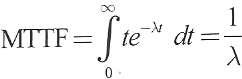 MTTF = ∫₀^∞ te^{-λt} dt = 1/λ